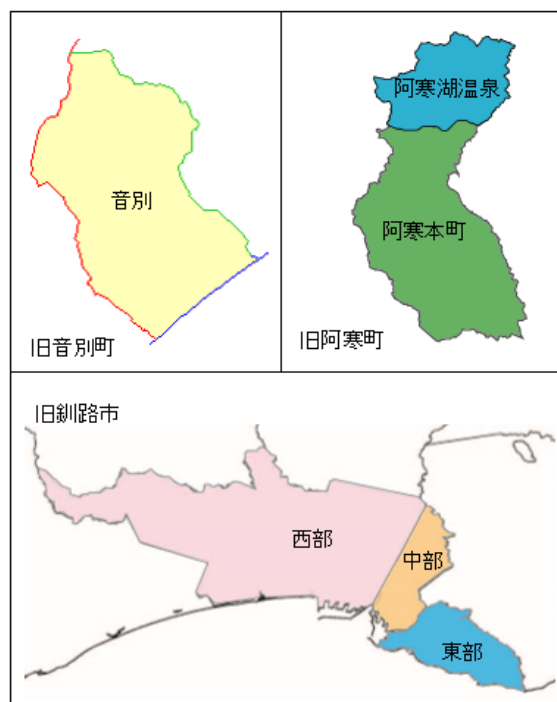 音別
旧音別町
阿寒湖温泉
阿寒本町
旧阿寒町
旧釧路市
西部
中部
東部